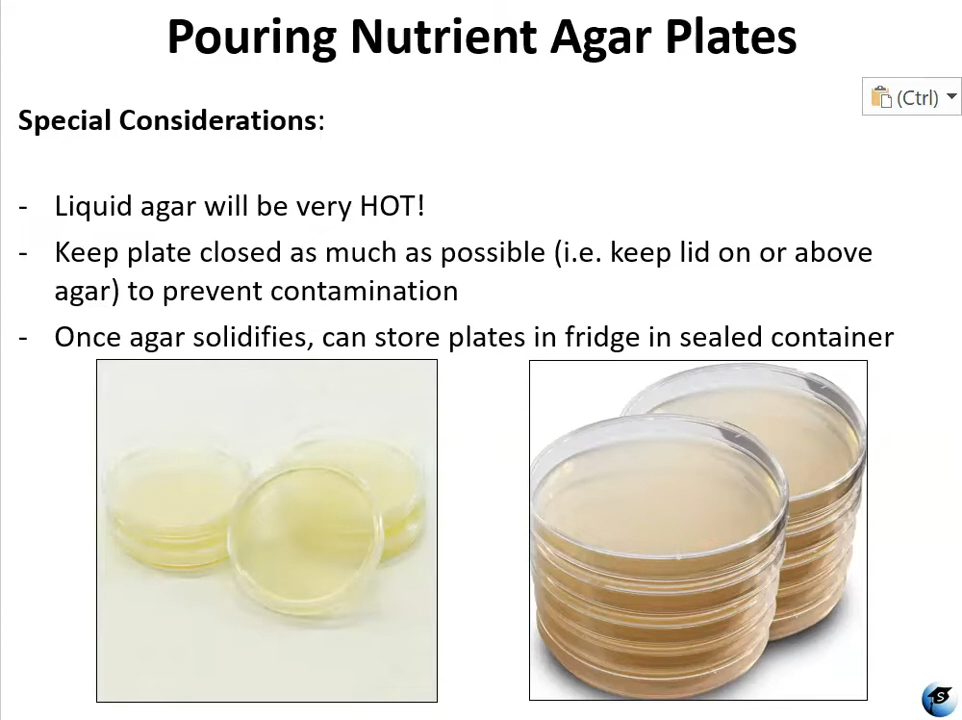 Pouring Nutrient Agar Plates
(Ctrl)
Special Considerations:
- Liquid agar will be very HOT!
- Keep plate closed as much as possible (i.e. keep lid on or above
agar) to prevent contamination
- Once agar solidifies, can store plates in fridge in sealed container
S